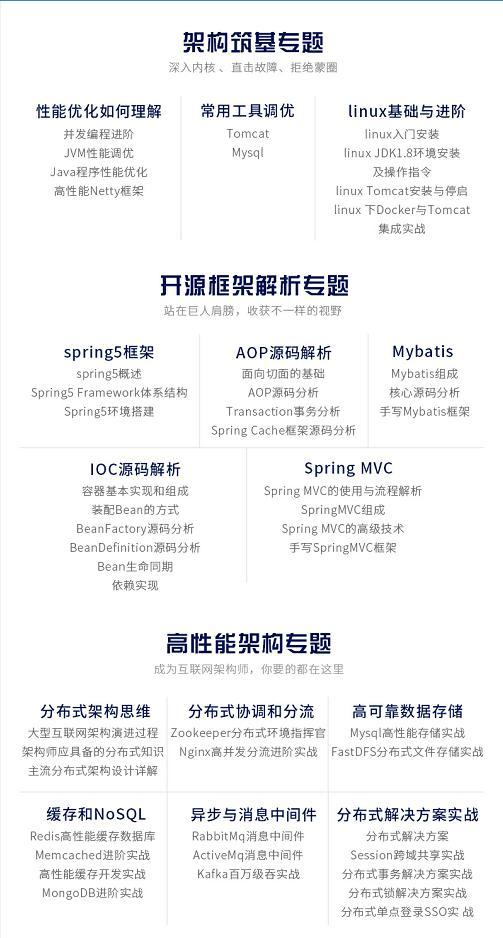 架构筑基专题
深入内核 、直击故障、拒绝蒙圈
性能优化如何理解
并发编程进阶
JVM性能调优
Java程序性能优化
高性能Netty框架
常用工具调优
Tomcat
Mysql
linux基础与进阶
linux入门安装
linux JDK1.8环境安装
及操作指令
linux Tomcat安装与停启
linux 下Docker与Tomcat
集成实战
开源框架解析专题
站在巨人肩膀，收获不一样的视野
spring5框架
spring5概述
Spring5 Framework体系结构
Spring5环境搭建
AOP源码解析
面向切面的基础
AOP源码分析
Transaction事务分析
Spring Cache框架源码分析
Mybatis
Mybatis组成
核心源码分析
手写Mybatis框架
IOC源码解析
容器基本实现和组成
装配Bean的方式
BeanFactory源码分析
BeanDefinition源码分析
Bean生命同期
依赖实现
Spring MVC
Spring MVC的使用与流程解析
SpringMVC组成
Spring MVC的高级技术
手写SpringMVC框架
高性能架构专题
成为互联网架构师，你要的都在这里
分布式架构思维
大型互联网架构演进过程
架构师应具备的分布式知识
主流分布式架构设计详解
分布式协调和分流
Zookeeper分布式环境指挥官
Nginx高并发分流进阶实战
高可靠数据存储
Mysql高性能存储实战
FastDFS分布式文件存储实战
缓存和NoSQL
Redis高性能缓存数据库
Memcached进阶实战
高性能缓存开发实战
MongoDB进阶实战
异步与消息中间件
RabbitMq消息中间件
ActiveMq消息中间件
Kafka百万级吞实战
分布式解决方案实战
分布式解决方案
Session跨域共享实战
分布式事务解决方案实战
分布式锁解决方案实战
分布式单点登录SSO实 战